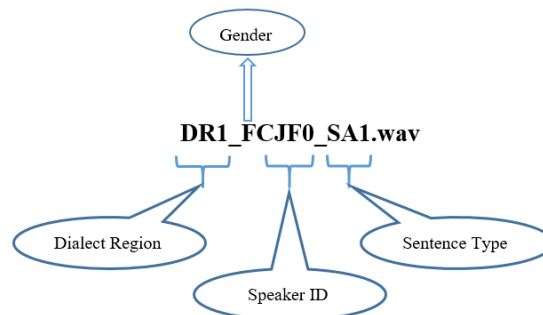 Gender
DR1_FCJF0_SA1.wav
Dialect Region
Sentence Type
Speaker ID